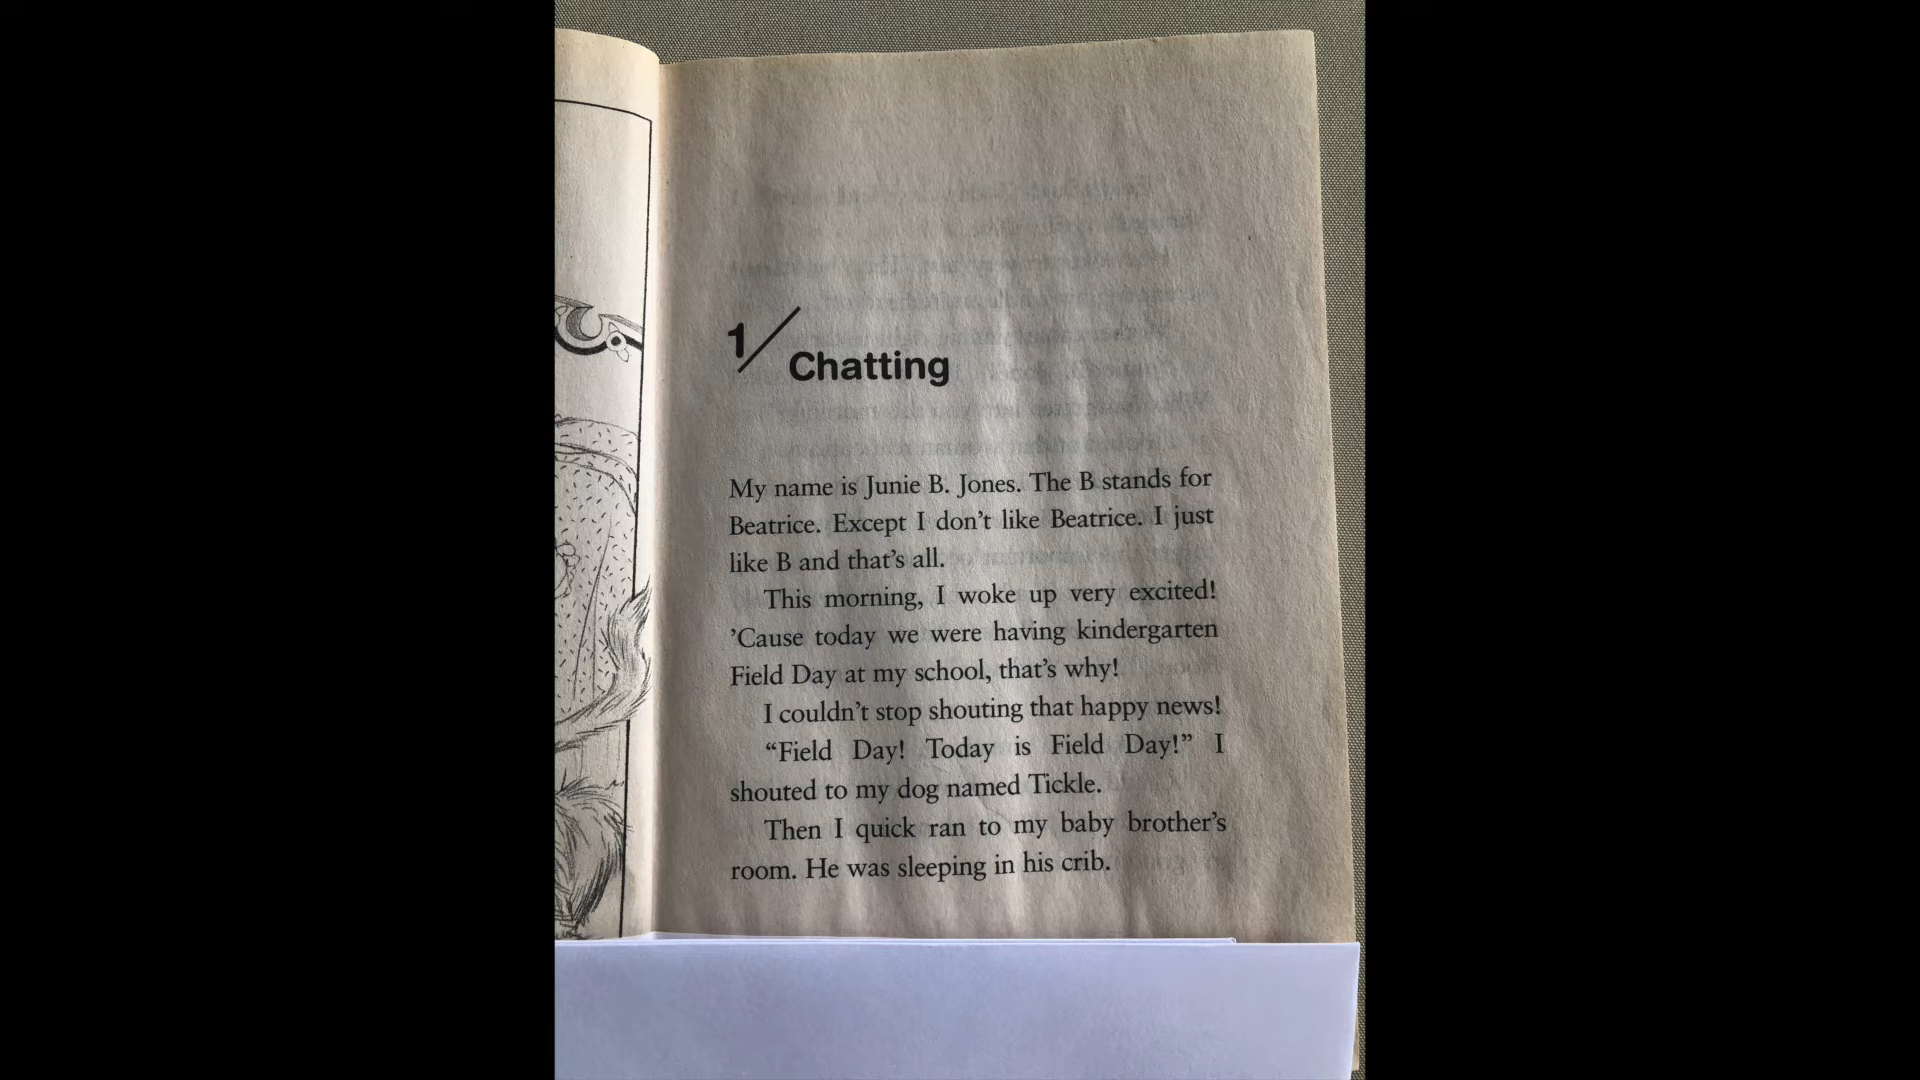 1/ Chatting
My name is Junie B. Jones. The B stands for
Beatrice. Except I don’t like Beatrice. I just
like B and that’s all.
This morning, I woke up very excited!
’Cause today we were having kindergarten
Field Day at my school, that’s why!
I couldn’t stop shouting that happy news!
“Field Day! Today is Field Day!” I
shouted to my dog named Tickle.
Then I quick ran to my baby brother’s
room. He was sleeping in his crib.